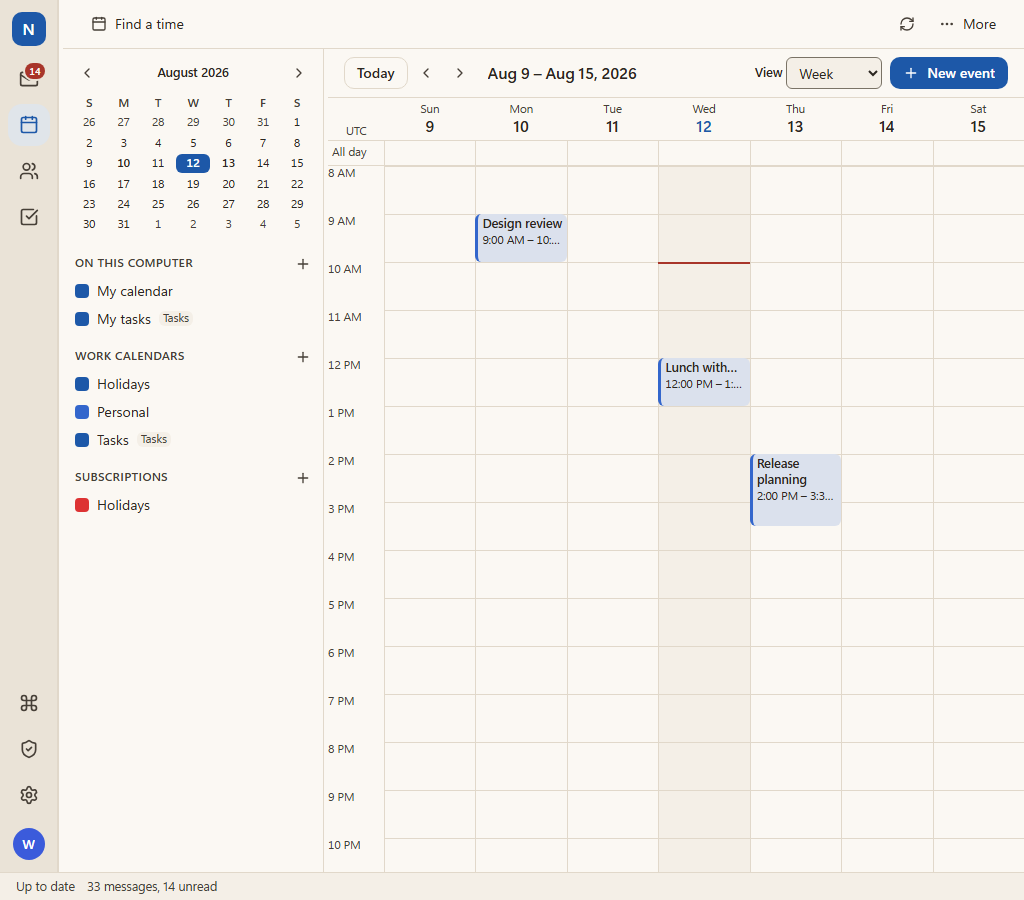 N
Find a time
More
14
August 2026
S M T W T F S
26 27 28 29 30 31 1
2 3 4 5 6 7 8
9 10 11 12 13 14 15
16 17 18 19 20 21 22
23 24 25 26 27 28 29
30 31 1 2 3 4 5
ON THIS COMPUTER
My calendar
My tasks Tasks
WORK CALENDARS
Holidays
Personal
Tasks Tasks
SUBSCRIPTIONS
Holidays
W
Today
Aug 9 – Aug 15, 2026
View
Week
New event
UTC
Sun 9
Mon 10
Tue 11
Wed 12
Thu 13
Fri 14
Sat 15
All day
8 AM
9 AM
10 AM
11 AM
12 PM
1 PM
2 PM
3 PM
4 PM
5 PM
6 PM
7 PM
8 PM
9 PM
10 PM
Design review
9:00 AM – 10:...
Lunch with...
12:00 PM – 1:...
Release
planning
2:00 PM – 3:3...
Up to date 33 messages, 14 unread